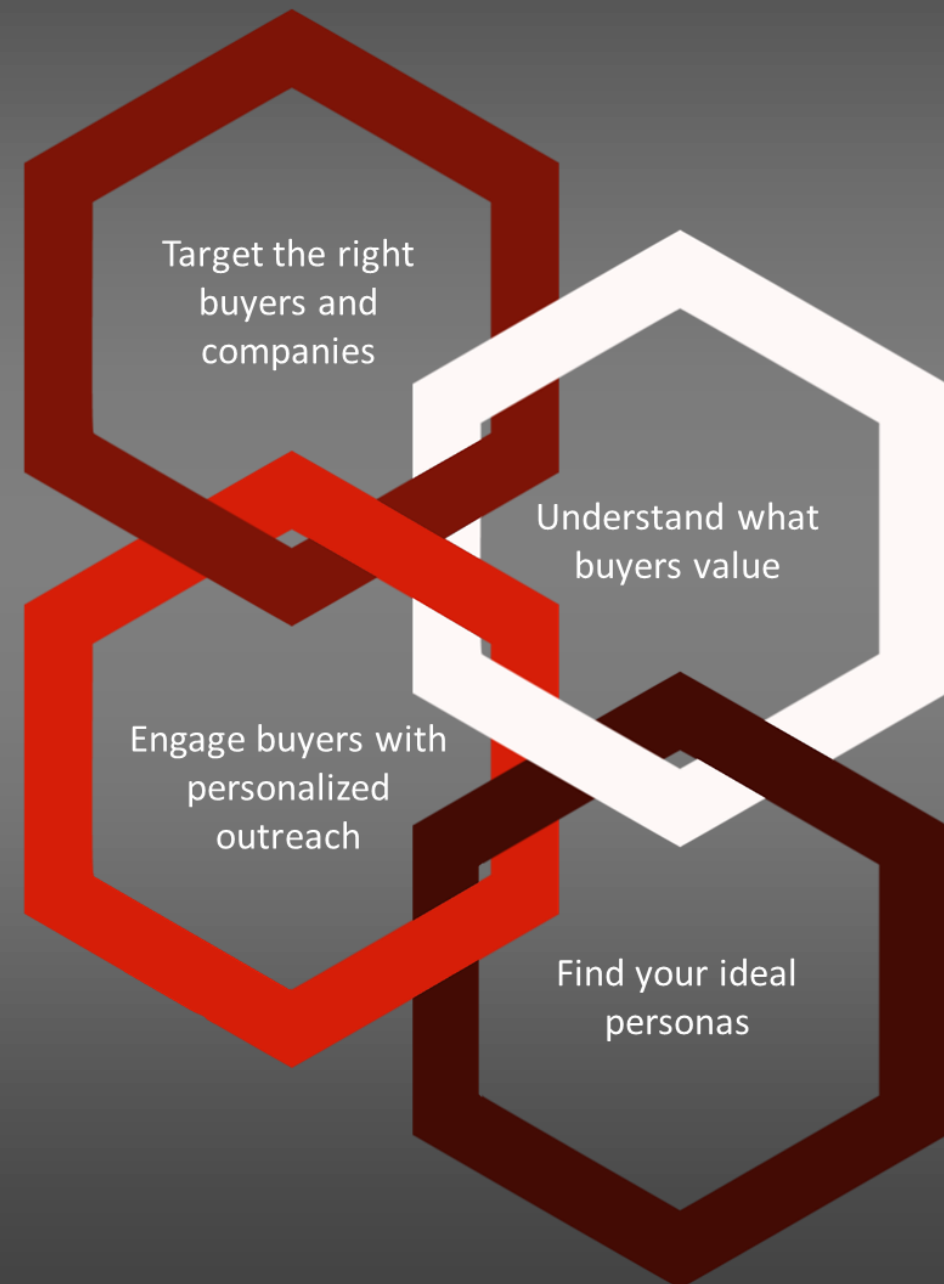 Target the right
buyers and
companies
Understand what
buyers value
Engage buyers with
personalized
outreach
Find your ideal
personas